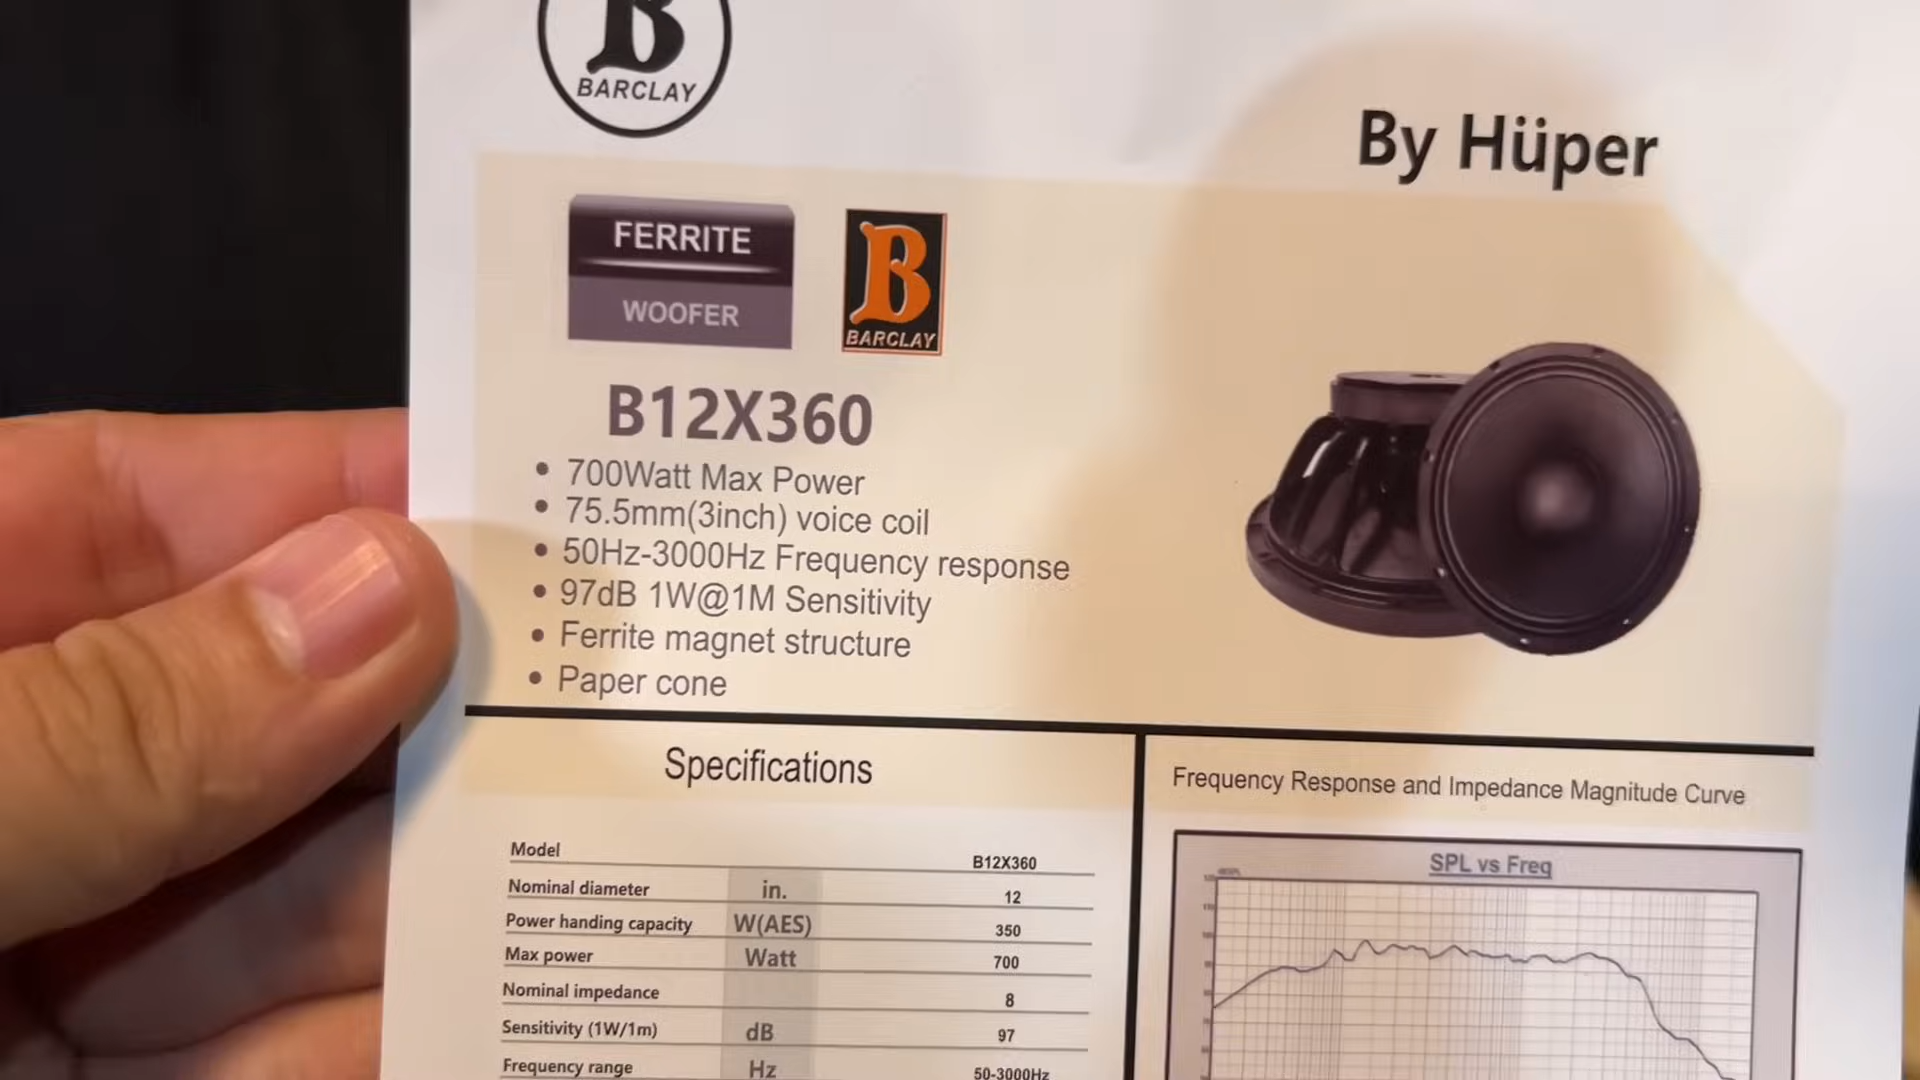 B
BARCLAY
By Hüper
FERRITE
WOOFER
B
BARCLAY
B12X360
• 700Watt Max Power
• 75.5mm(3inch) voice coil
• 50Hz-3000Hz Frequency response
• 97dB 1W@1M Sensitivity
• Ferrite magnet structure
• Paper cone
Specifications
Model B12X360
Nominal diameter in. 12
Power handing capacity W(AES) 350
Max power Watt 700
Nominal impedance 8
Sensitivity (1W/1m) dB 97
Frequency range Hz 50-3000Hz
Frequency Response and Impedance Magnitude Curve
SPL vs Freq